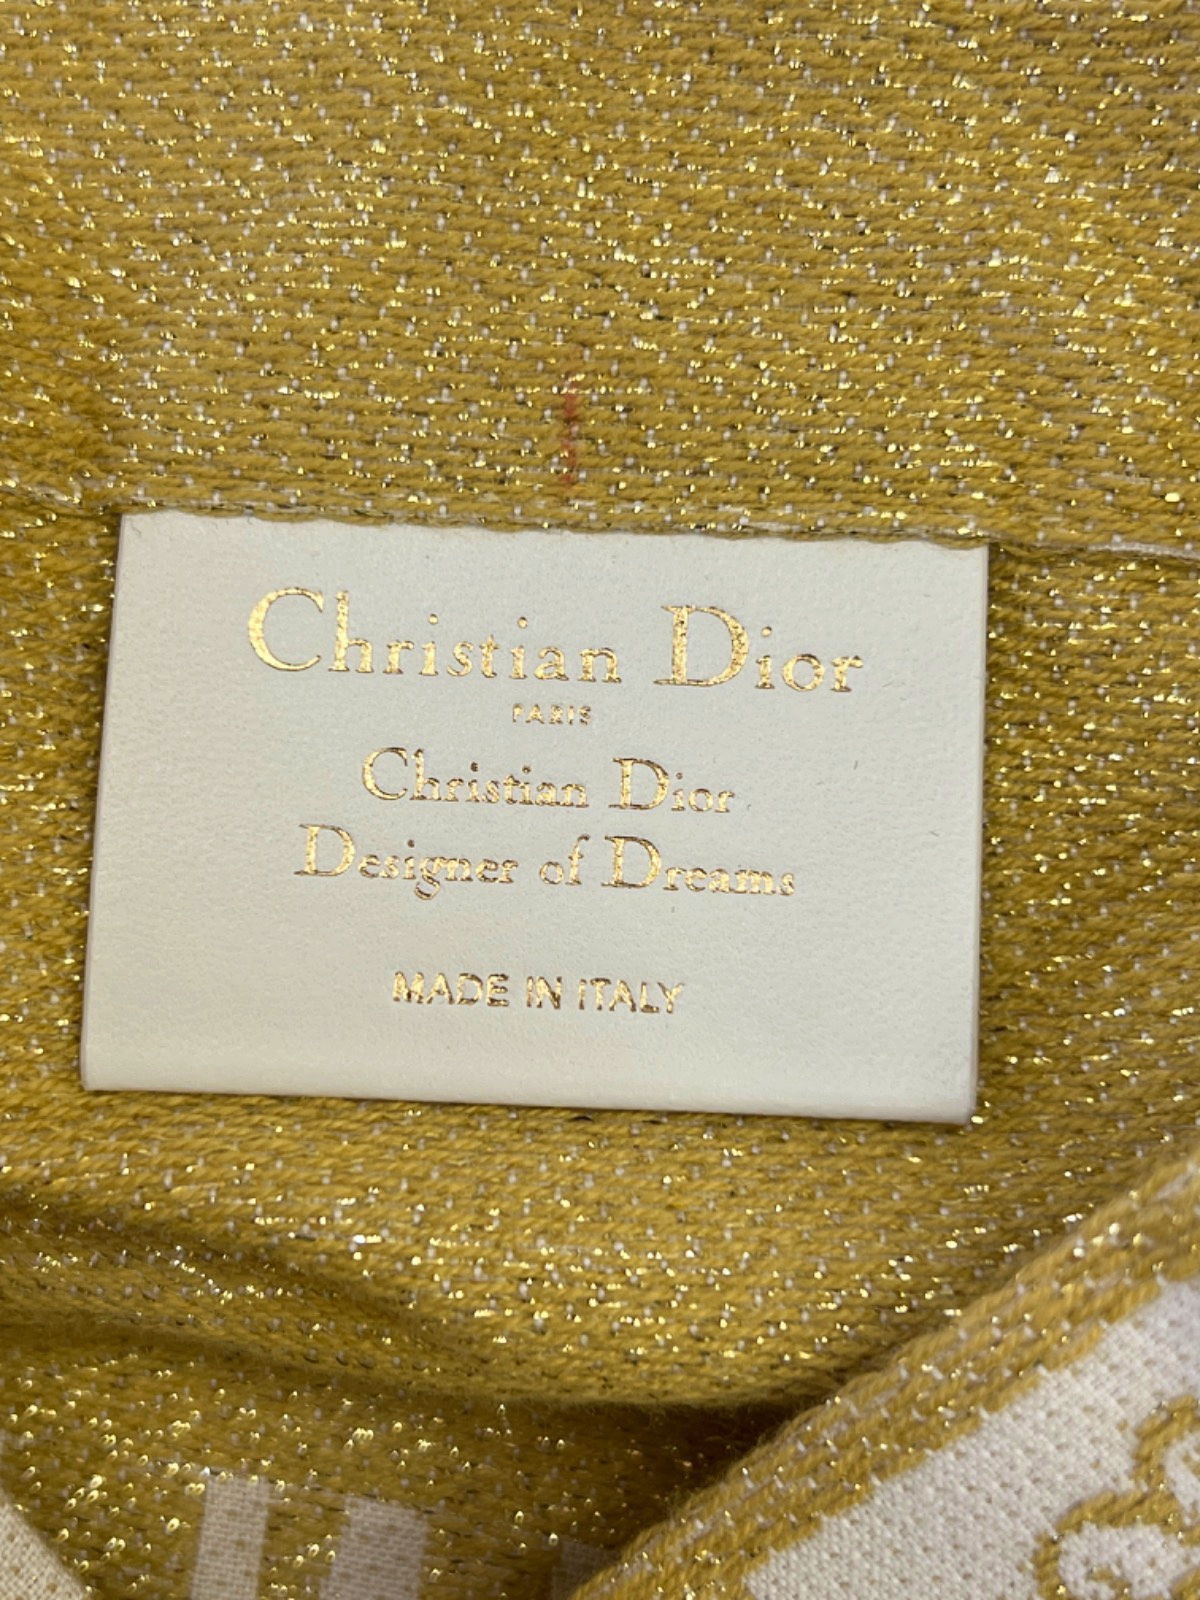 Christian Dior
PARIS
Christian Dior
Designer of Dreams
MADE IN ITALY